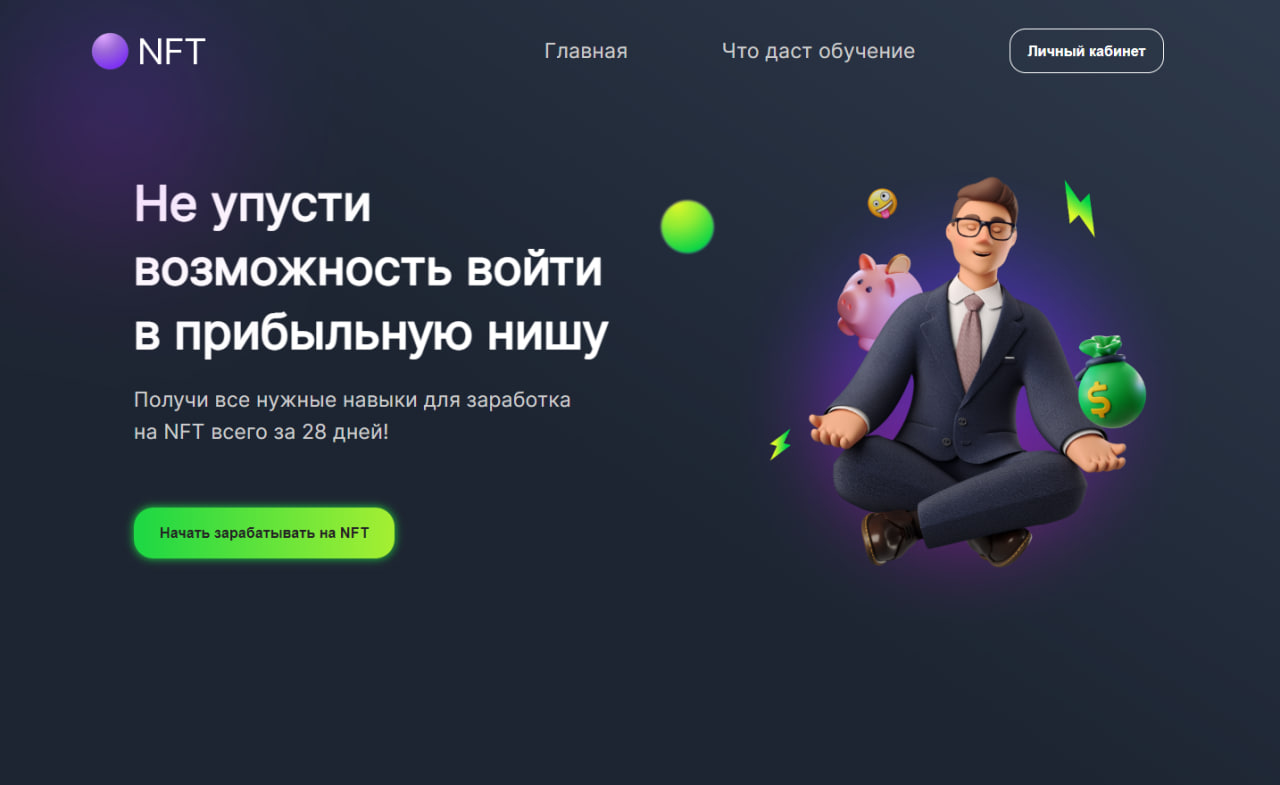 NFT
Главная
Что даст обучение
Личный кабинет
Не упусти
возможность войти
в прибыльную нишу
Получи все нужные навыки для заработка
на NFT всего за 28 дней!
$
Начать зарабатывать на NFT